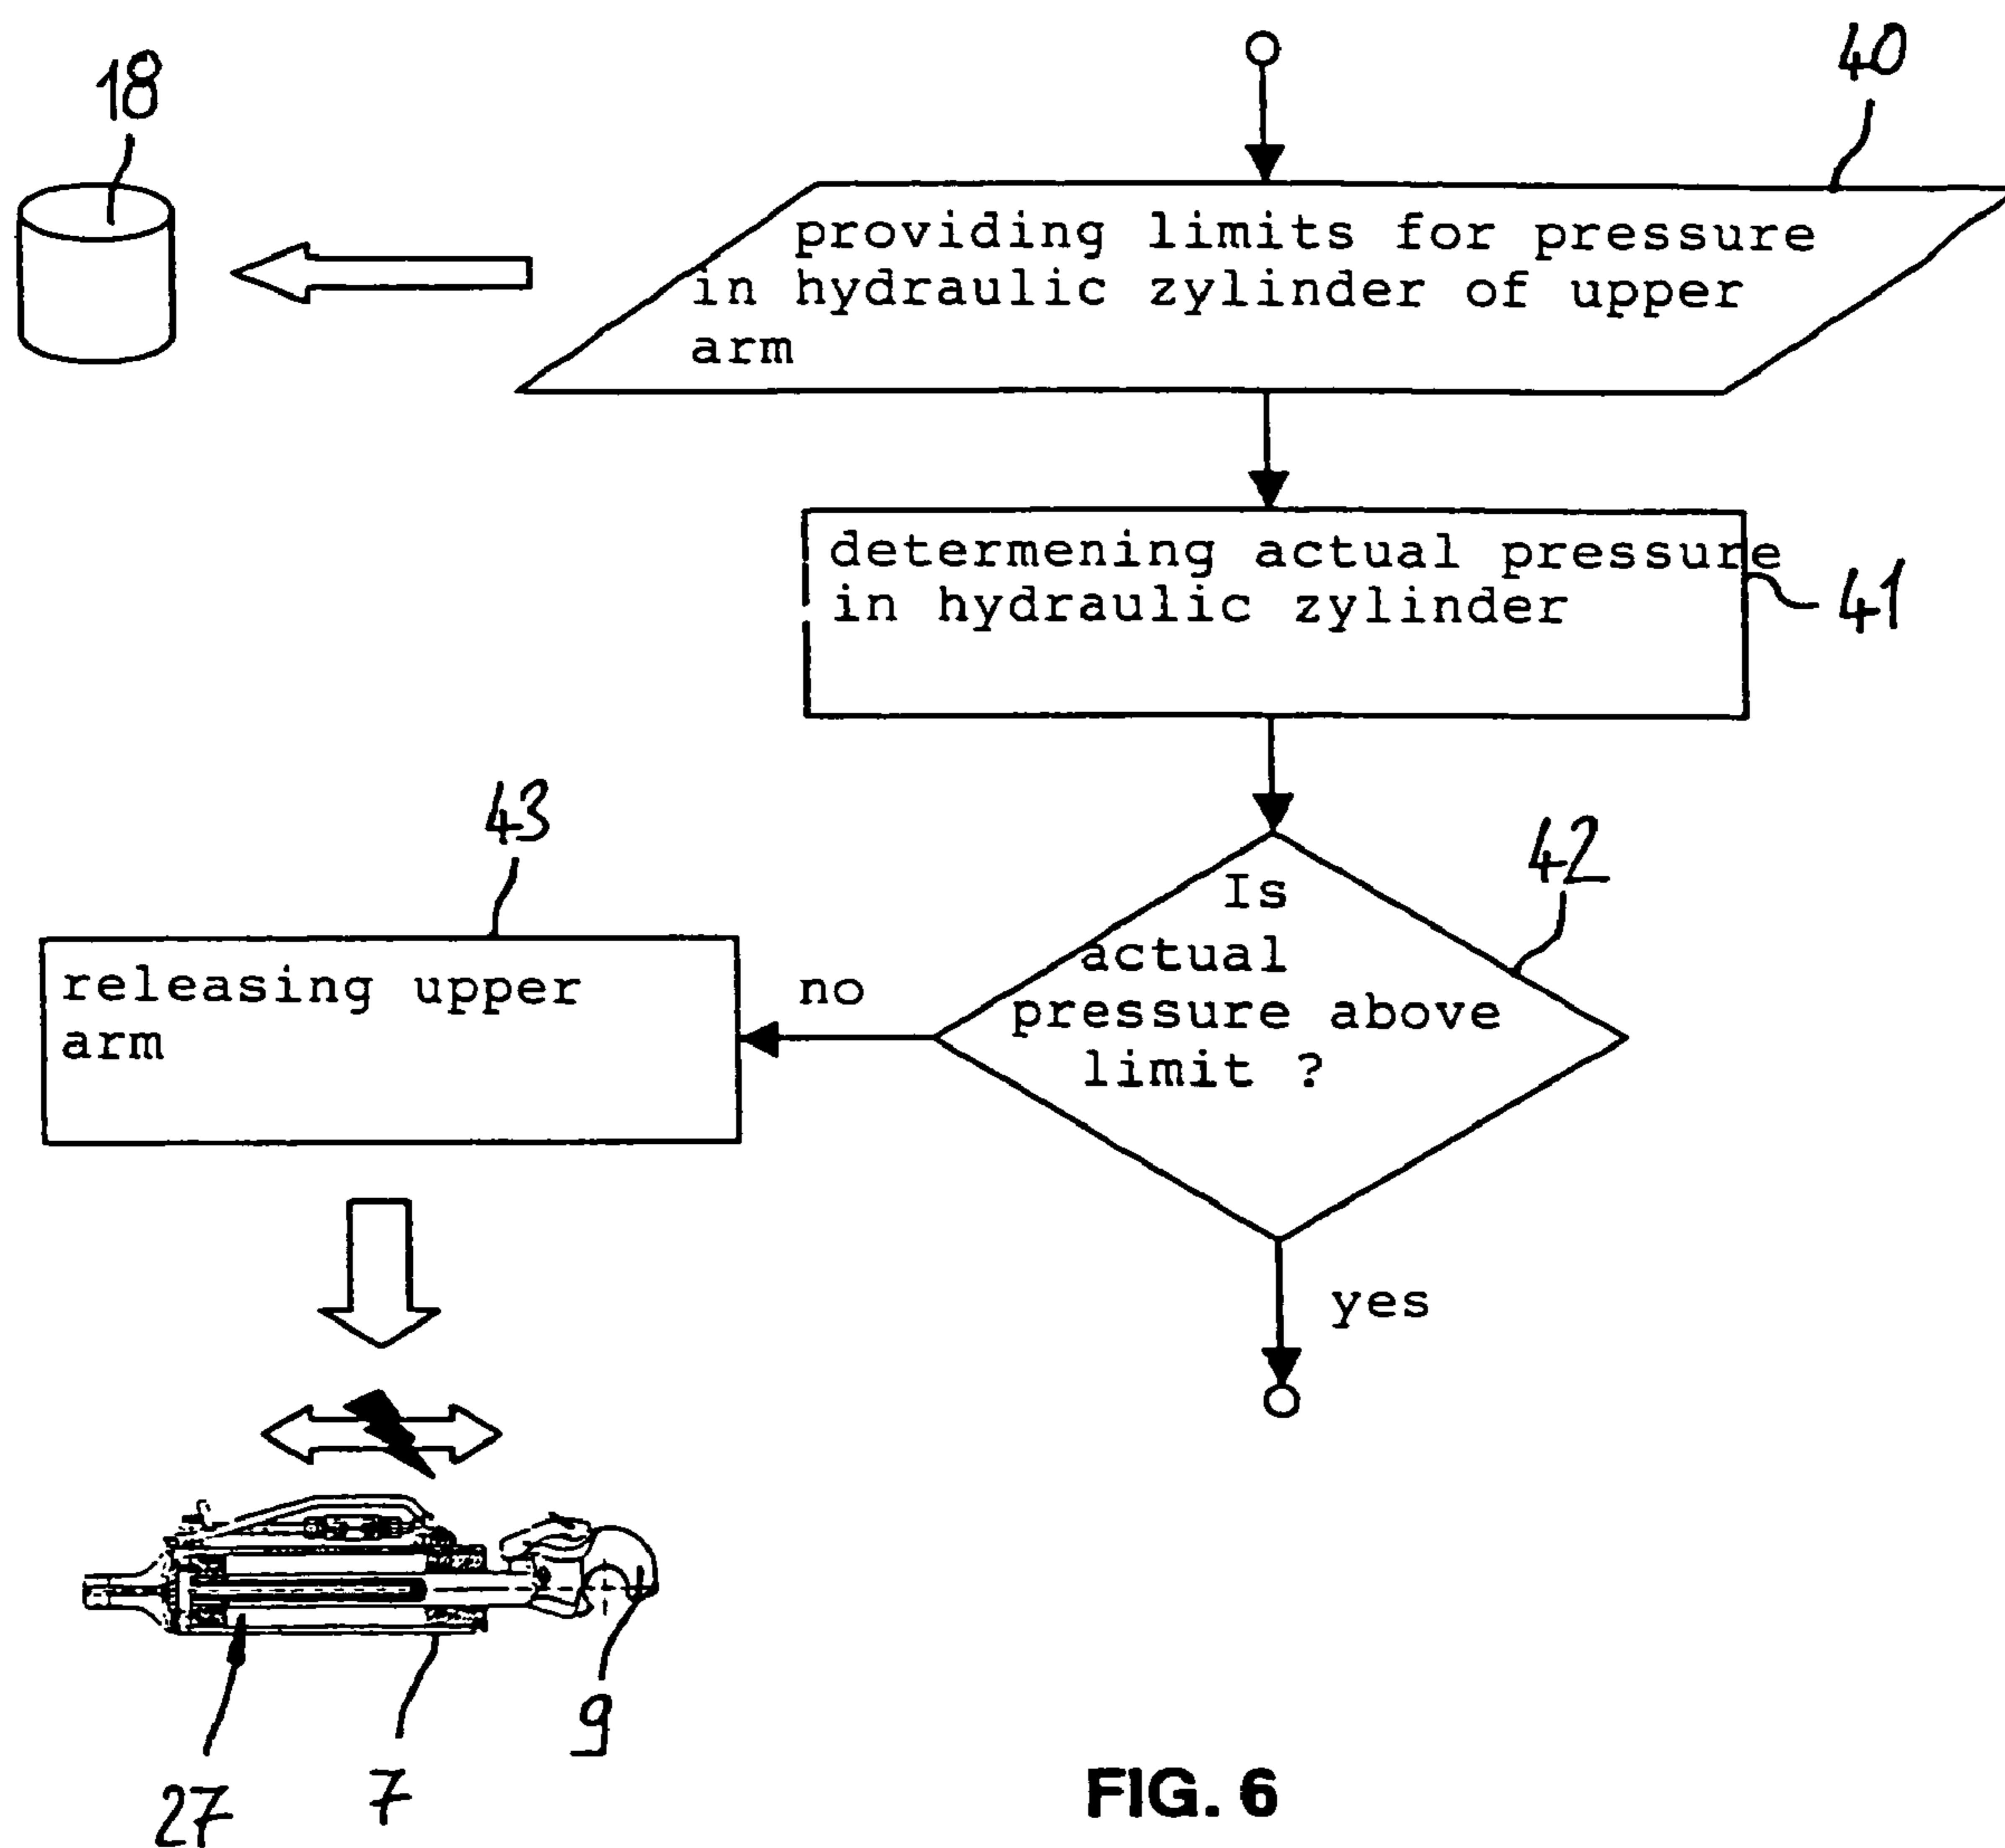 18
40
providing limits for pressure
in hydraulic zylinder of upper
arm
determening actual pressure
in hydraulic zylinder
41
43
42
Is
actual
pressure above
limit ?
releasing upper
arm
no
yes
27
7
9
FIG. 6